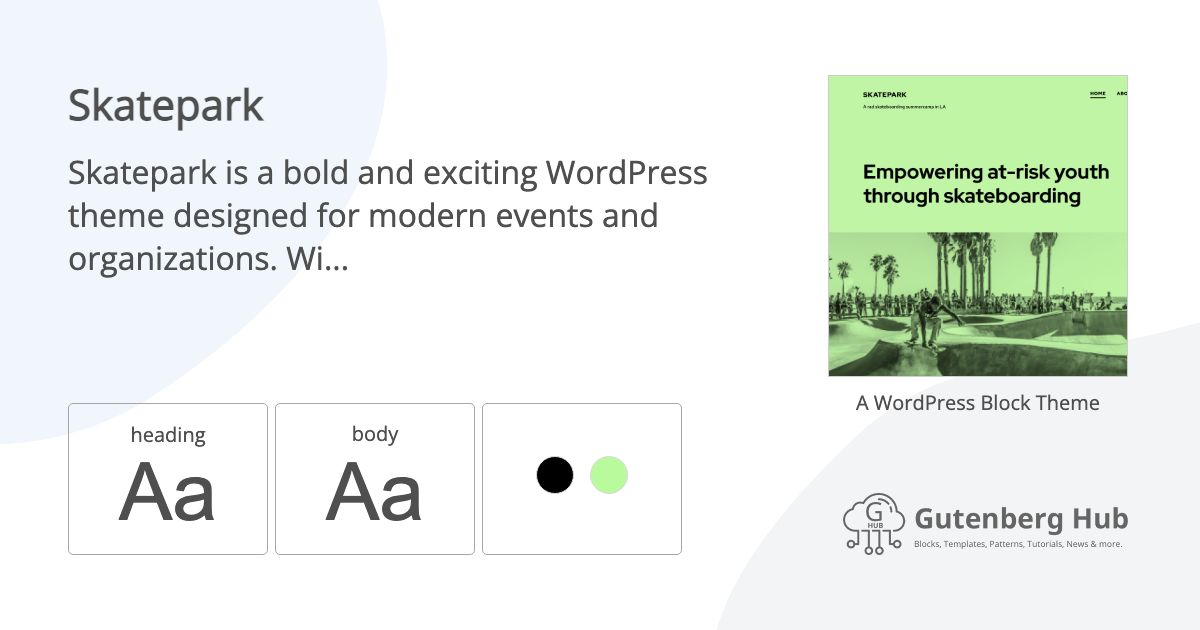 Skatepark
Skatepark is a bold and exciting WordPress
theme designed for modern events and
organizations. Wi...
SKATEPARK
A rad skateboarding summercamp in LA
HOME ABO
Empowering at-risk youth
through skateboarding
A WordPress Block Theme
heading
Aa
body
Aa
G
HUB
Gutenberg Hub
Blocks, Templates, Patterns, Tutorials, News & more.